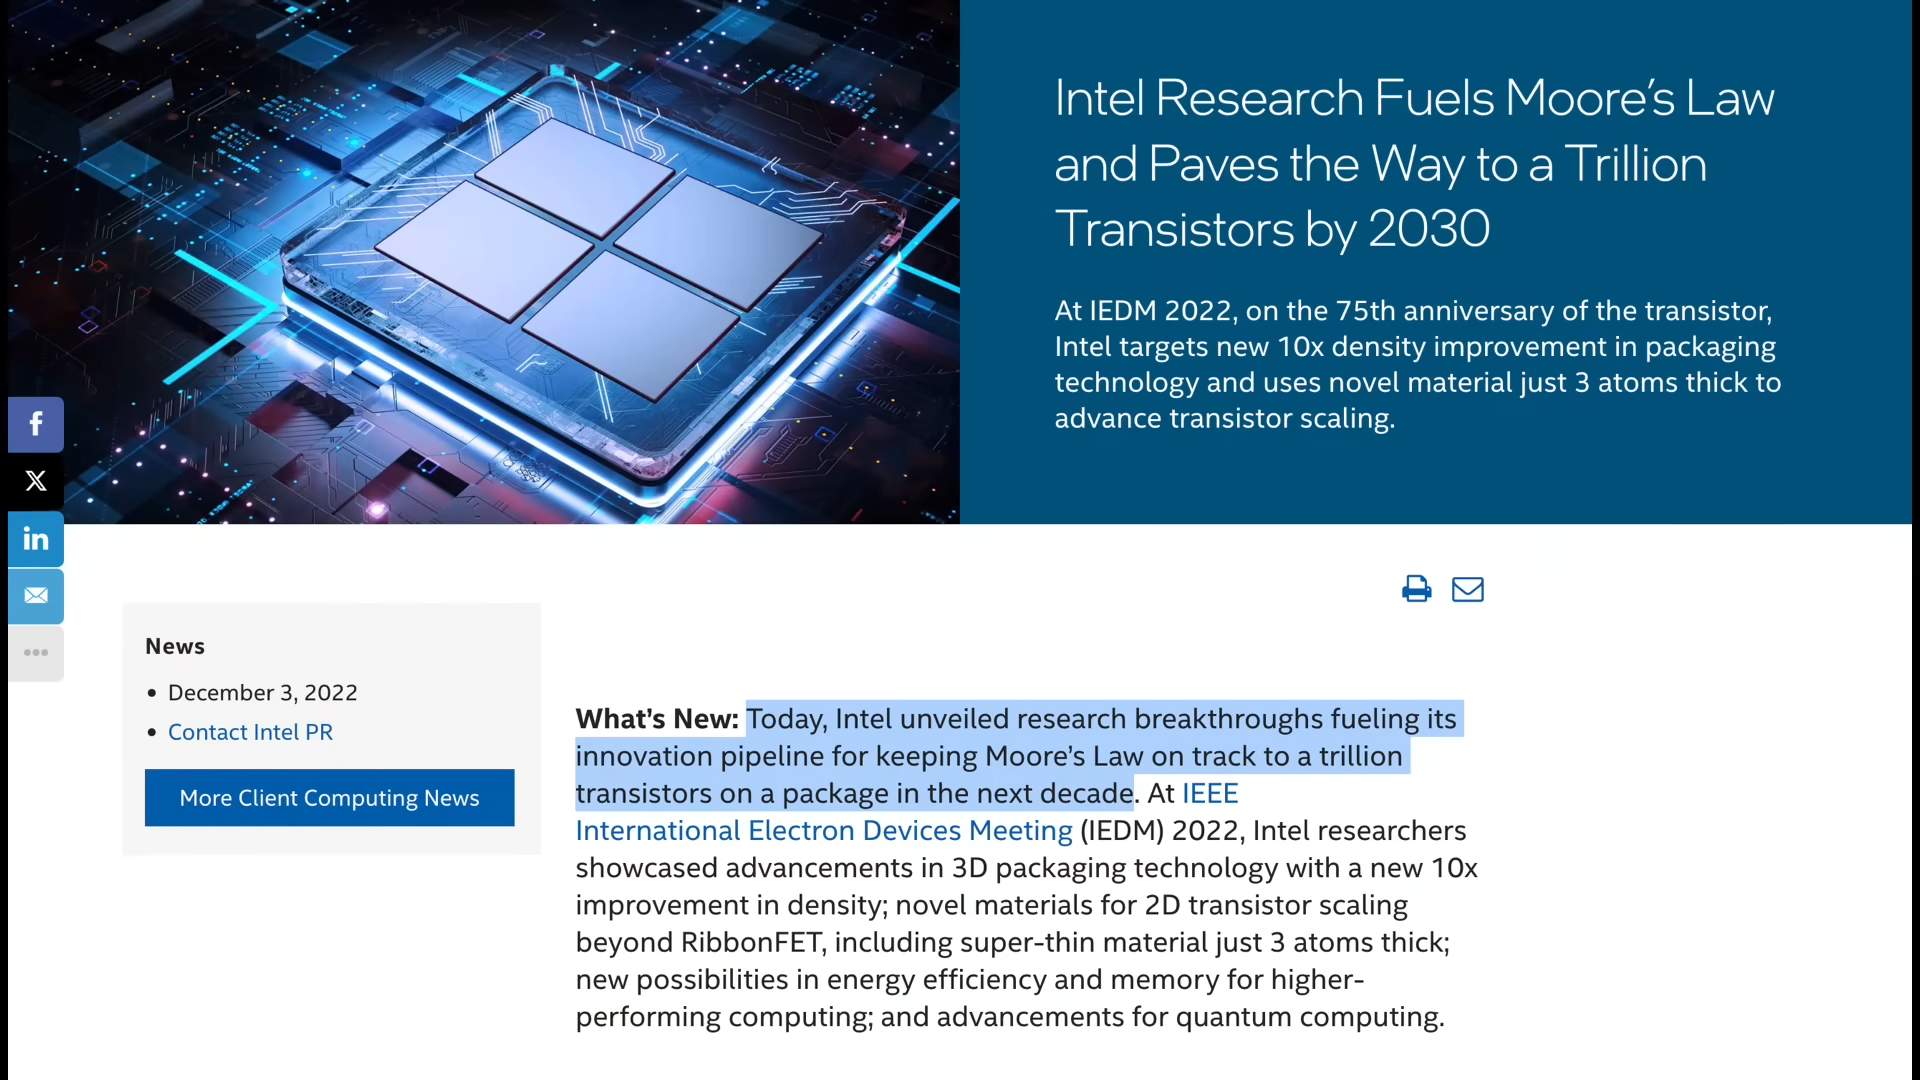 Intel Research Fuels Moore’s Law
and Paves the Way to a Trillion
Transistors by 2030
At IEDM 2022, on the 75th anniversary of the transistor,
Intel targets new 10x density improvement in packaging
technology and uses novel material just 3 atoms thick to
advance transistor scaling.
News
December 3, 2022
Contact Intel PR
More Client Computing News
What’s New: Today, Intel unveiled research breakthroughs fueling its
innovation pipeline for keeping Moore’s Law on track to a trillion
transistors on a package in the next decade. At IEEE
International Electron Devices Meeting (IEDM) 2022, Intel researchers
showcased advancements in 3D packaging technology with a new 10x
improvement in density; novel materials for 2D transistor scaling
beyond RibbonFET, including super-thin material just 3 atoms thick;
new possibilities in energy efficiency and memory for higher-
performing computing; and advancements for quantum computing.